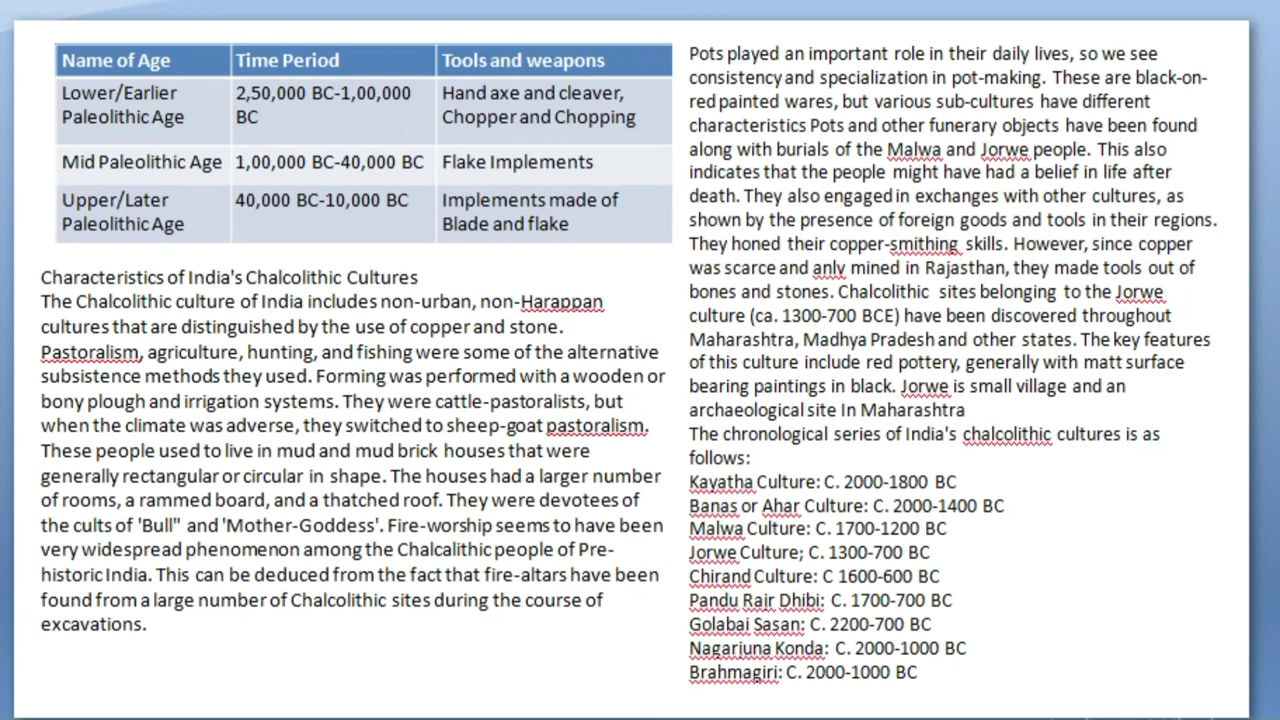 Name of Age Time Period Tools and weapons
Lower/Earlier Paleolithic Age 2,50,000 BC-1,00,000 BC Hand axe and cleaver, Chopper and Chopping
Mid Paleolithic Age 1,00,000 BC-40,000 BC Flake Implements
Upper/Later Paleolithic Age 40,000 BC-10,000 BC Implements made of Blade and flake
Characteristics of India's Chalcolithic Cultures
The Chalcolithic culture of India includes non-urban, non-Harappan
cultures that are distinguished by the use of copper and stone.
Pastoralism, agriculture, hunting, and fishing were some of the alternative
subsistence methods they used. Forming was performed with a wooden or
bony plough and irrigation systems. They were cattle-pastoralists, but
when the climate was adverse, they switched to sheep-goat pastoralism.
These people used to live in mud and mud brick houses that were
generally rectangular or circular in shape. The houses had a larger number
of rooms, a rammed board, and a thatched roof. They were devotees of
the cults of 'Bull" and 'Mother-Goddess'. Fire-worship seems to have been
very widespread phenomenon among the Chalcalithic people of Pre-
historic India. This can be deduced from the fact that fire-altars have been
found from a large number of Chalcolithic sites during the course of
excavations.
Pots played an important role in their daily lives, so we see
consistency and specialization in pot-making. These are black-on-
red painted wares, but various sub-cultures have different
characteristics Pots and other funerary objects have been found
along with burials of the Malwa and Jorwe people. This also
indicates that the people might have had a belief in life after
death. They also engaged in exchanges with other cultures, as
shown by the presence of foreign goods and tools in their regions.
They honed their copper-smithing skills. However, since copper
was scarce and anly mined in Rajasthan, they made tools out of
bones and stones. Chalcolithic sites belonging to the Jorwe
culture (ca. 1300-700 BCE) have been discovered throughout
Maharashtra, Madhya Pradesh and other states. The key features
of this culture include red pottery, generally with matt surface
bearing paintings in black. Jorwe is small village and an
archaeological site In Maharashtra
The chronological series of India's chalcolithic cultures is as
follows:
Kayatha Culture: C. 2000-1800 BC
Banas or Ahar Culture: C. 2000-1400 BC
Malwa Culture: C. 1700-1200 BC
Jorwe Culture; C. 1300-700 BC
Chirand Culture: C 1600-600 BC
Pandu Rair Dhibi: C. 1700-700 BC
Golabai Sasan: C. 2200-700 BC
Nagarjuna Konda: C. 2000-1000 BC
Brahmagiri: C. 2000-1000 BC